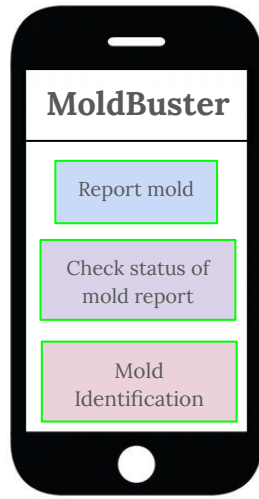 MoldBuster
Report mold
Check status of
mold report
Mold
Identification